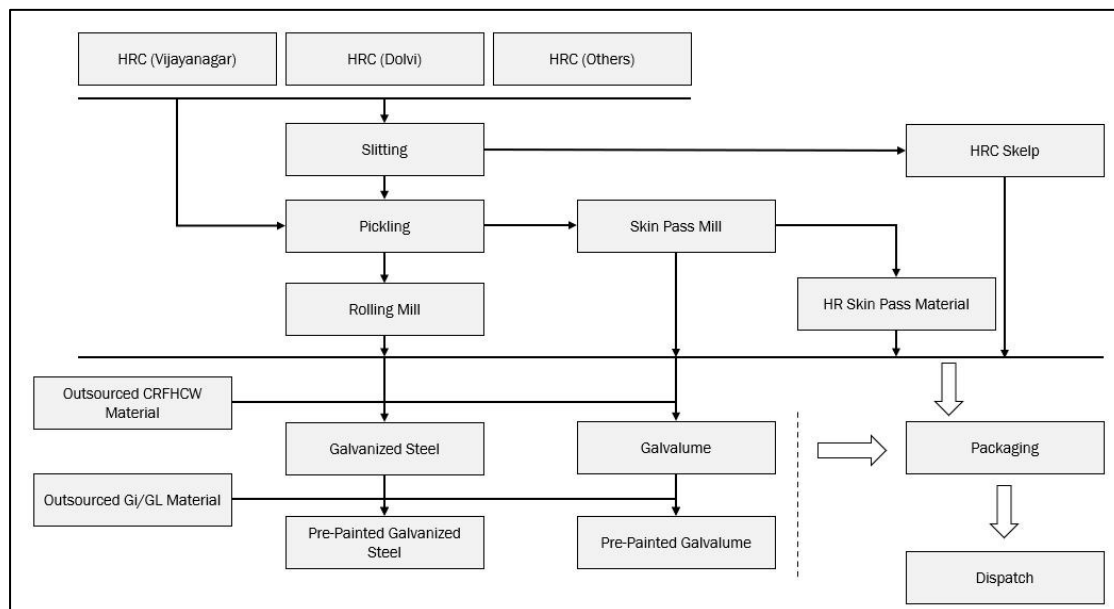 HRC (Vijayanagar)
HRC (Dolvi)
HRC (Others)
Slitting
HRC Skelp
Pickling
Skin Pass Mill
Rolling Mill
HR Skin Pass Material
Outsourced CRFHCW
Material
Galvanized Steel
Galvalume
Packaging
Outsourced Gi/GL Material
Pre-Painted Galvanized
Steel
Pre-Painted Galvalume
Dispatch